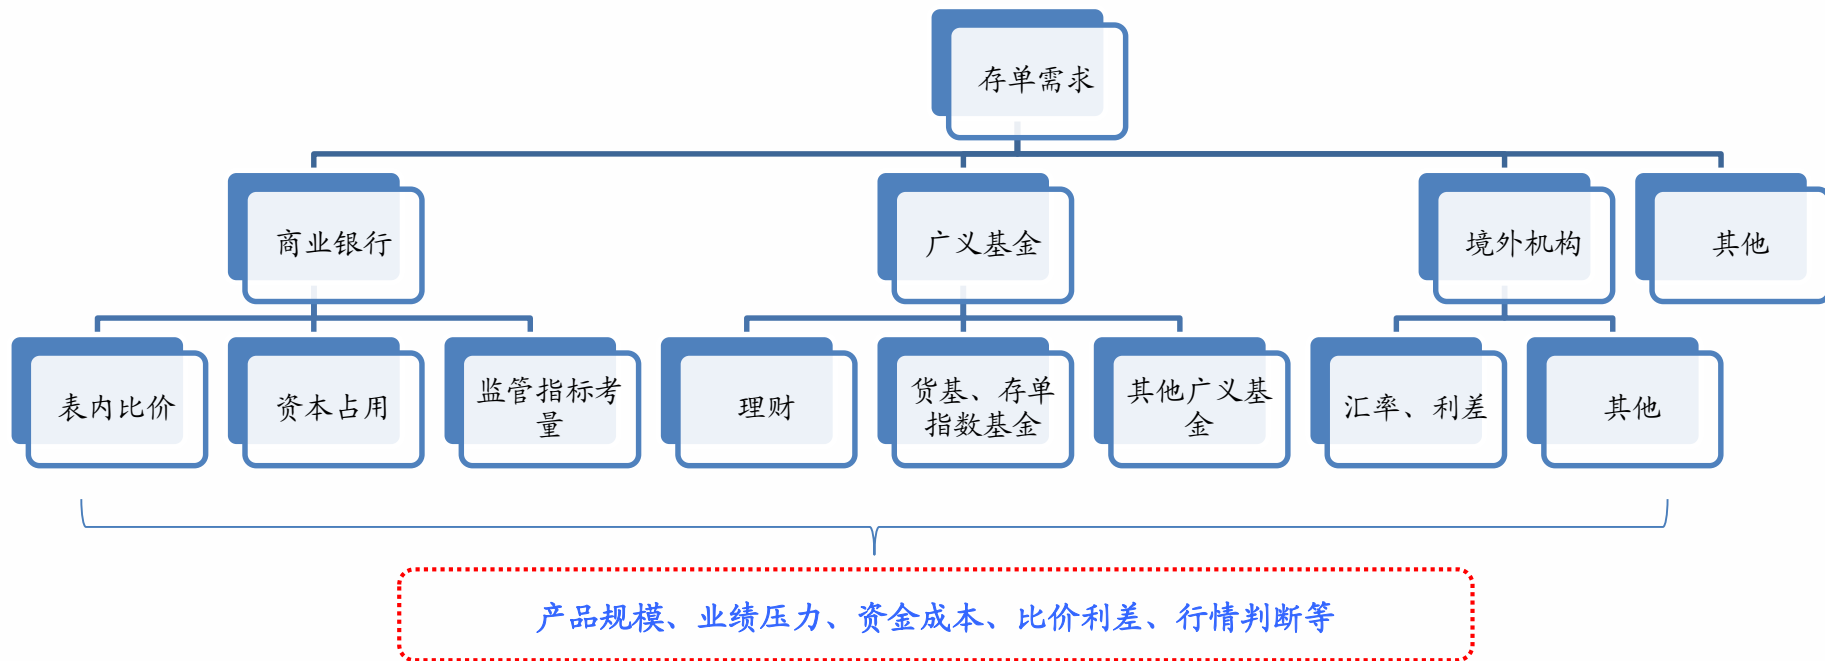 存单需求
商业银行
广义基金
境外机构
其他
表内比价
资本占用
监管指标考
量
理财
货基、存单
指数基金
其他广义基
金
汇率、利差
其他
产品规模、业绩压力、资金成本、比价利差、行情判断等